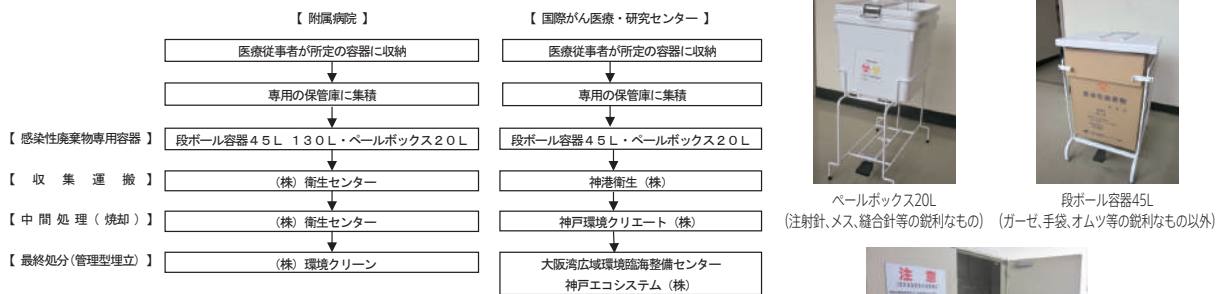 【 附属病院 】
医療従事者が所定の容器に収納
専用の保管庫に集積
【 感染性廃棄物専用容器 】 段ボール容器45L 130L・ペールボックス20L
【 収 集 運 搬 】 (株) 衛生センター
【 中 間 処 理 ( 焼却 ) 】 (株) 衛生センター
【 最終処分(管理型埋立) 】 (株) 環境クリーン
【 国際がん医療・研究センター 】
医療従事者が所定の容器に収納
専用の保管庫に集積
段ボール容器45L・ペールボックス20L
神港衛生 (株)
神戸環境クリエート (株)
大阪湾広域環境臨海整備センター
神戸エコシステム (株)
ペールボックス20L
(注射針、メス、縫合針等の鋭利なもの)
段ボール容器45L
(ガーゼ、手袋、オムツ等の鋭利なもの以外)
注 意